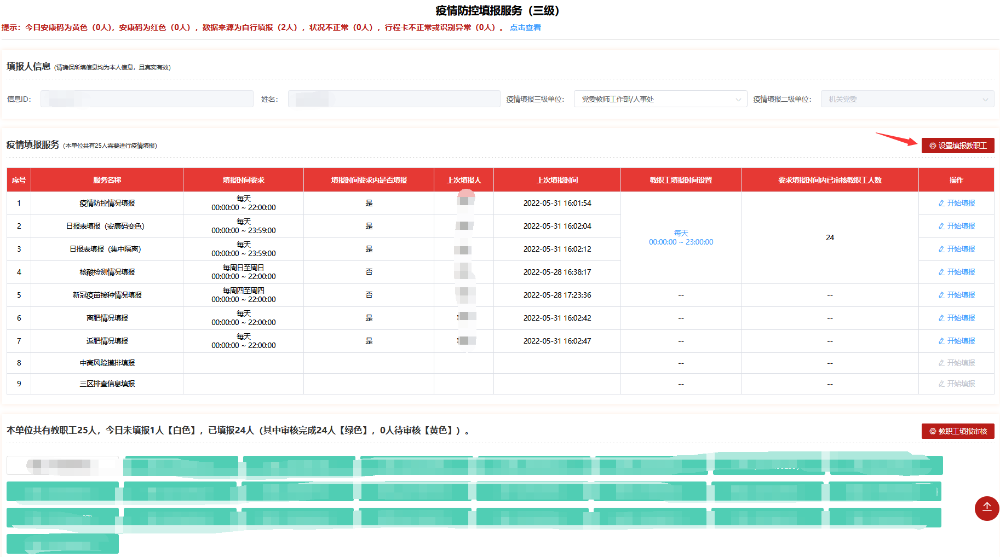 疫情防控填报服务（三级）
提示：今日安康码为黄色（0人），安康码为红色（0人），数据来源为自行填报（2人），状况不正常（0人），行程卡不正常或识别异常（0人）。 点击查看
填报人信息 (请确保所填信息均为本人信息，且真实有效)
信息ID： 姓名： 疫情填报三级单位： 党委教师工作部/人事处 疫情填报二级单位： 机关党委
疫情填报服务 (本单位共有25人需要进行疫情填报) 设置填报教职工
序号 服务名称 填报时间要求 填报时间要求内是否填报 上次填报人 上次填报时间 教职工填报时间设置 要求填报时间内已审核教职工人数 操作
1 疫情防控情况填报 每天 00:00:00 ~ 22:00:00 是 2022-05-31 16:01:54 开始填报
2 日报表填报（安康码变色） 每天 00:00:00 ~ 23:59:00 是 2022-05-31 16:02:04 开始填报
每天 00:00:00 ~ 23:00:00 24
3 日报表填报（集中隔离） 每天 00:00:00 ~ 23:59:00 是 2022-05-31 16:02:12 开始填报
4 核酸检测情况填报 每周日至周日 00:00:00 ~ 22:00:00 否 2022-05-28 16:38:17 开始填报
5 新冠疫苗接种情况填报 每周四至周四 00:00:00 ~ 22:00:00 否 2022-05-28 17:23:36 -- -- 开始填报
6 离肥情况填报 每天 00:00:00 ~ 22:00:00 是 2022-05-31 16:02:42 -- -- 开始填报
7 返肥情况填报 每天 00:00:00 ~ 22:00:00 是 2022-05-31 16:02:47 -- -- 开始填报
8 中高风险摸排填报 -- -- 开始填报
9 三区排查信息填报 -- -- 开始填报
本单位共有教职工25人，今日未填报1人【白色】，已填报24人（其中审核完成24人【绿色】，0人待审核【黄色】）。 教职工填报审核